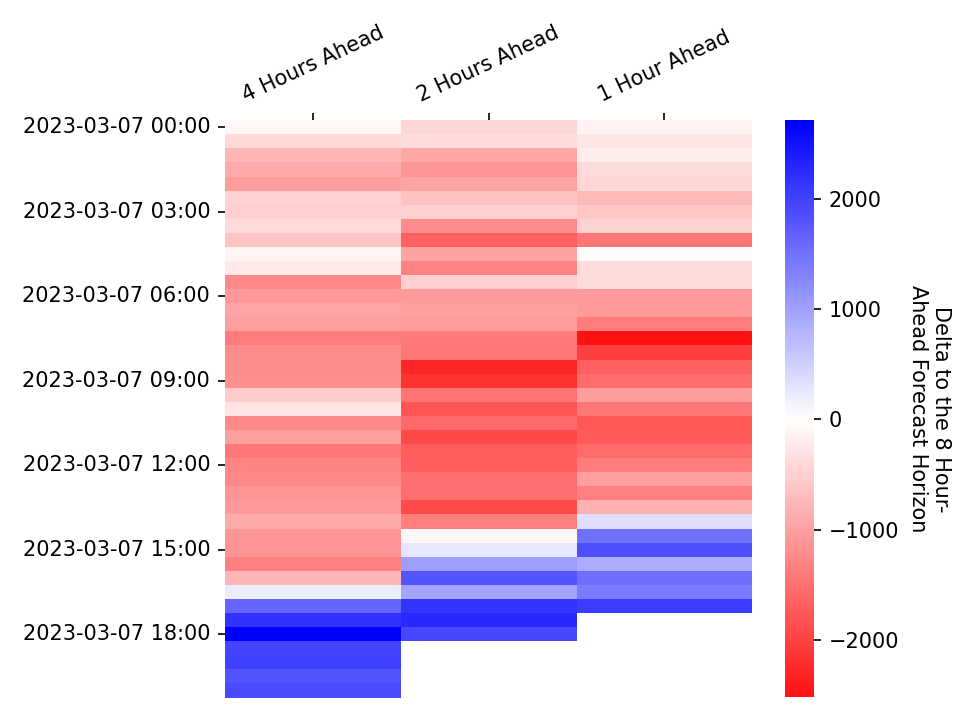 4 Hours Ahead
2 Hours Ahead
1 Hour Ahead
2023-03-07 00:00
2023-03-07 03:00
2023-03-07 06:00
2023-03-07 09:00
2023-03-07 12:00
2023-03-07 15:00
2023-03-07 18:00
2000
1000
0
−1000
−2000
Delta to the 8 Hour-
Ahead Forecast Horizon